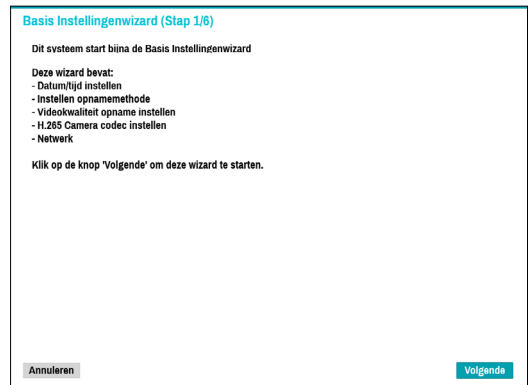 Basis Instellingenwizard (Stap 1/6)
Dit systeem start bijna de Basis Instellingenwizard
Deze wizard bevat:
- Datum/tijd instellen
- Instellen opnamemethode
- Videokwaliteit opname instellen
- H.265 Camera codec instellen
- Netwerk
Klik op de knop 'Volgende' om deze wizard te starten.
Annuleren
Volgende